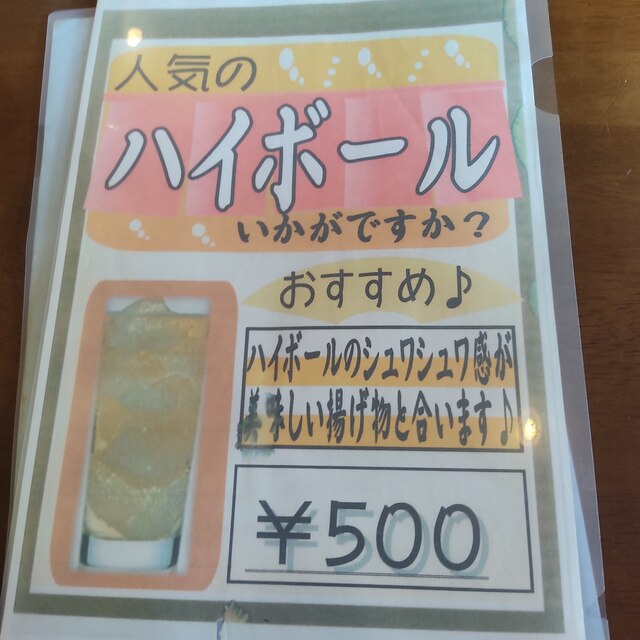 人気の
ハイボール
いかがですか?
おすすめ♪
ハイボールのシュワシュワ感が
美味しい揚げ物と合います♪
¥500